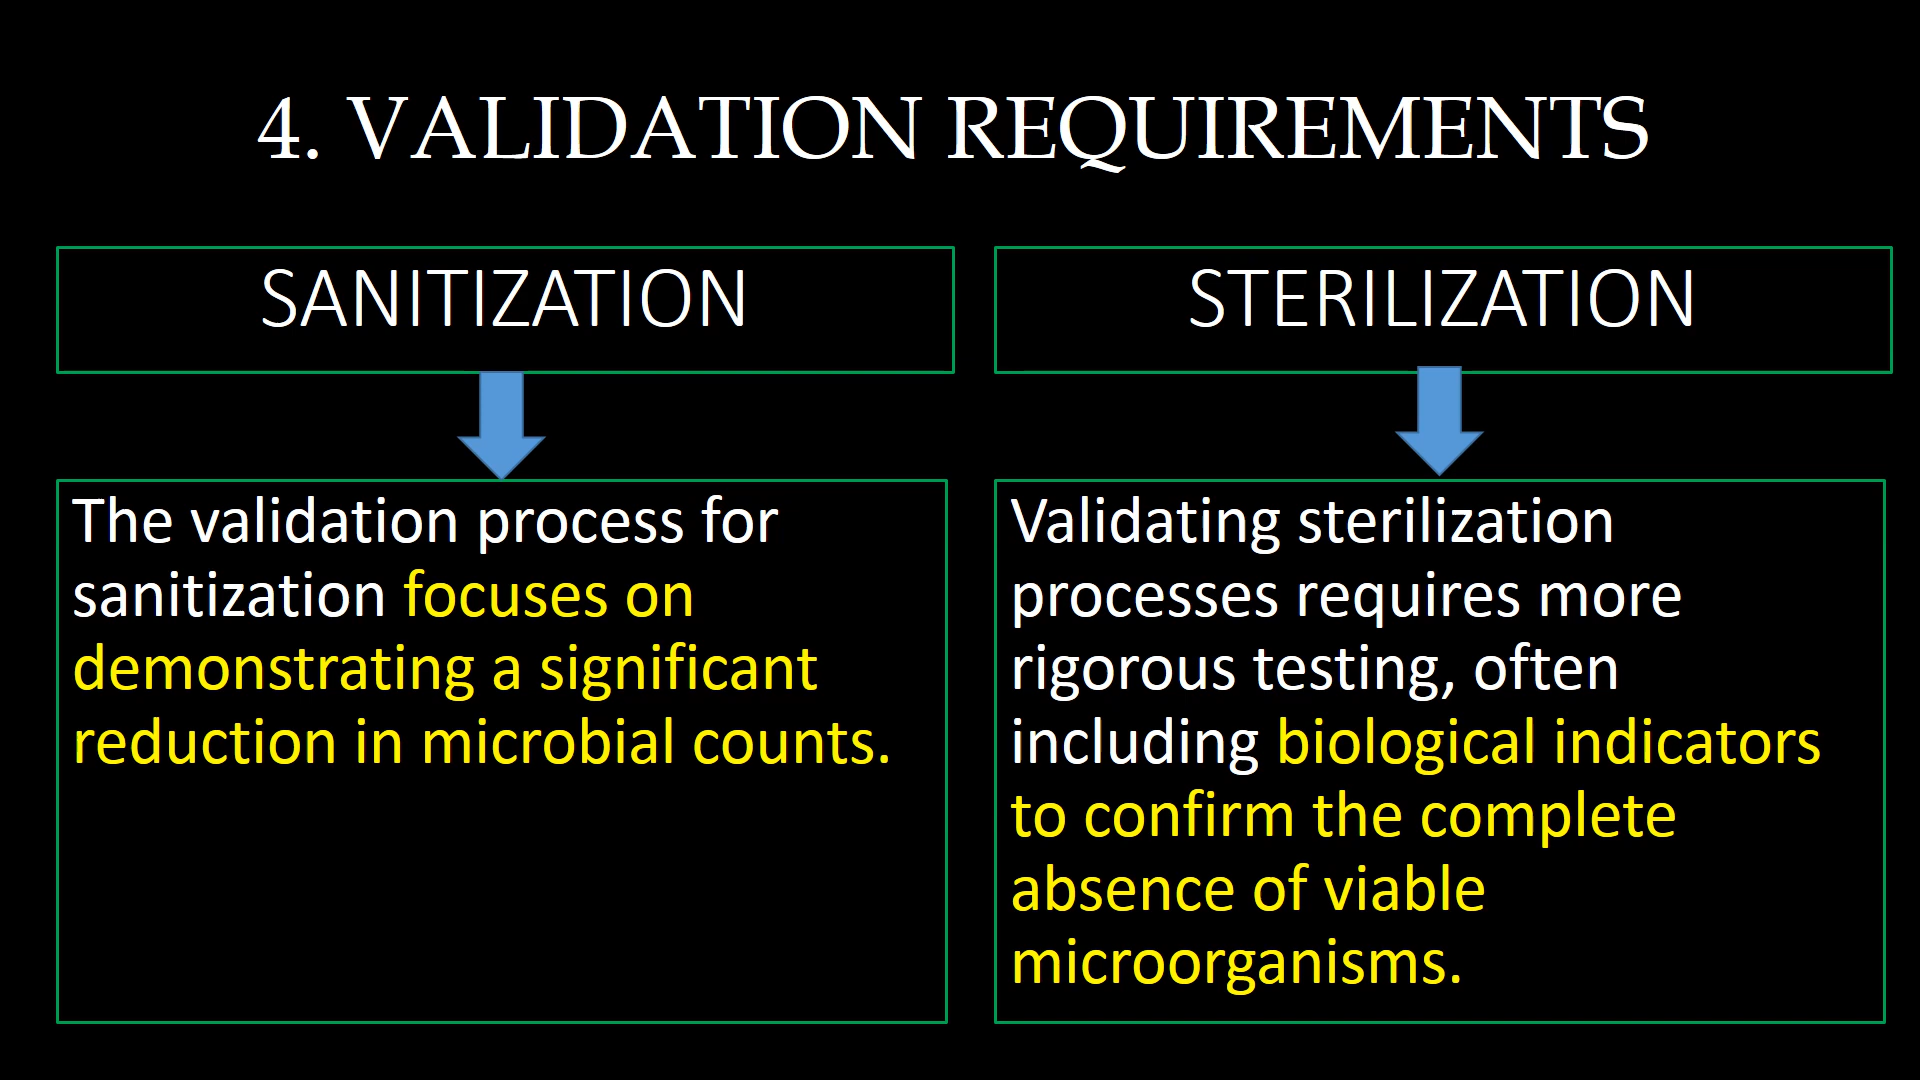 4. VALIDATION REQUIREMENTS
SANITIZATION
The validation process for
sanitization focuses on
demonstrating a significant
reduction in microbial counts.
STERILIZATION
Validating sterilization
processes requires more
rigorous testing, often
including biological indicators
to confirm the complete
absence of viable
microorganisms.